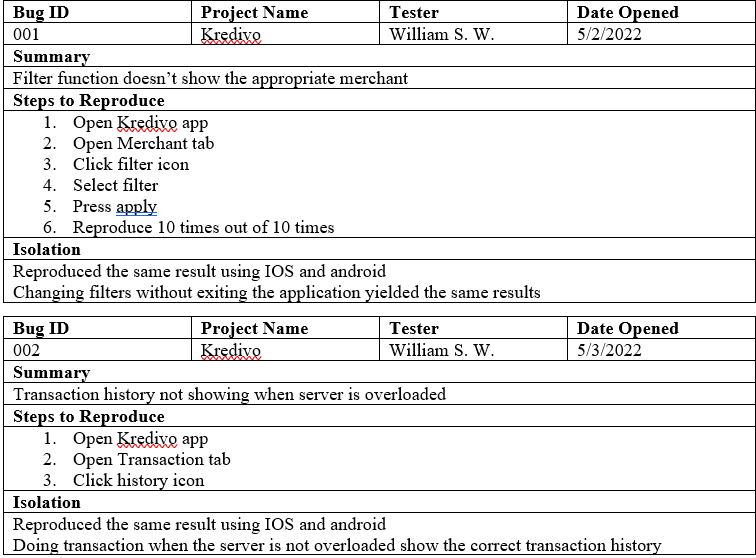 Bug ID Project Name Tester Date Opened
001 Kredivo William S. W. 5/2/2022
Summary
Filter function doesn’t show the appropriate merchant
Steps to Reproduce
1. Open Kredivo app
2. Open Merchant tab
3. Click filter icon
4. Select filter
5. Press apply
6. Reproduce 10 times out of 10 times
Isolation
Reproduced the same result using IOS and android
Changing filters without exiting the application yielded the same results
Bug ID Project Name Tester Date Opened
002 Kredivo William S. W. 5/3/2022
Summary
Transaction history not showing when server is overloaded
Steps to Reproduce
1. Open Kredivo app
2. Open Transaction tab
3. Click history icon
Isolation
Reproduced the same result using IOS and android
Doing transaction when the server is not overloaded show the correct transaction history